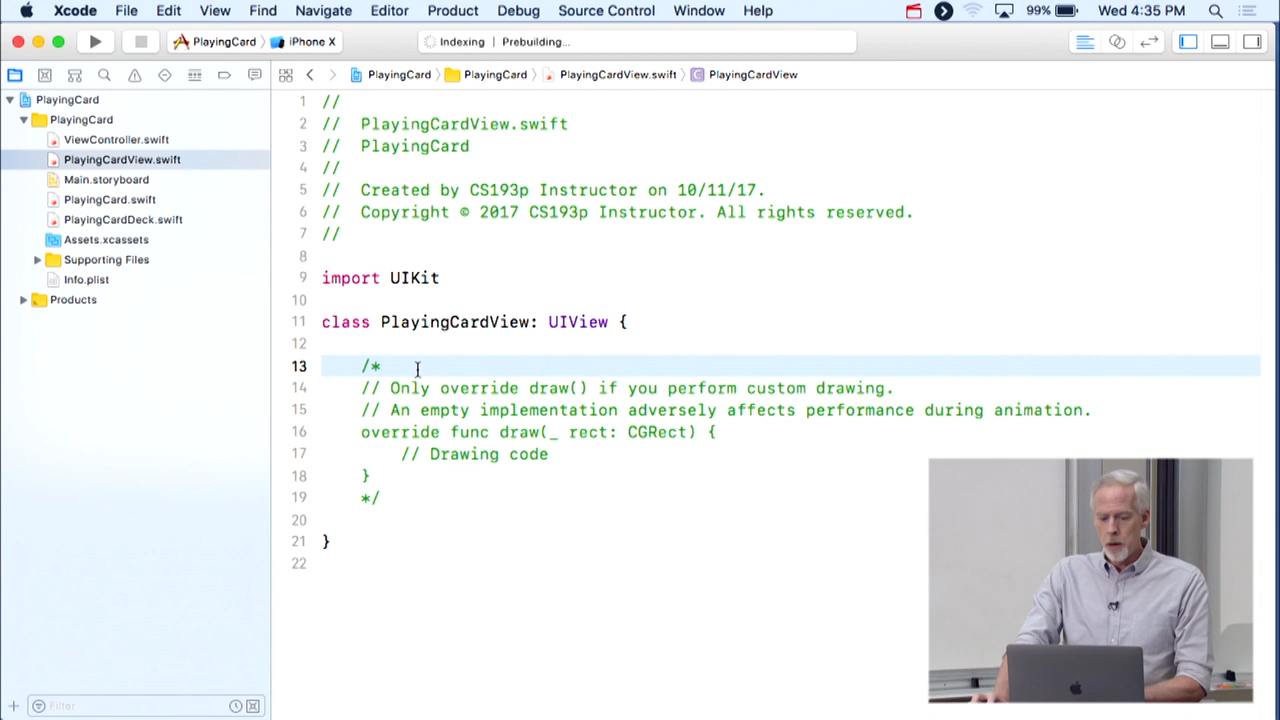 Xcode File Edit View Find Navigate Editor Product Debug Source Control Window Help 99% Wed 4:35 PM
PlayingCard iPhone X Indexing | Prebuilding...
PlayingCard PlayingCard PlayingCardView.swift PlayingCardView
PlayingCard
PlayingCard
ViewController.swift
PlayingCardView.swift
Main.storyboard
PlayingCard.swift
PlayingCardDeck.swift
Assets.xcassets
Supporting Files
Info.plist
Products
Filter
1 //
2 // PlayingCardView.swift
3 // PlayingCard
4 //
5 // Created by CS193p Instructor on 10/11/17.
6 // Copyright © 2017 CS193p Instructor. All rights reserved.
7 //
8
9 import UIKit
10
11 class PlayingCardView: UIView {
12
13 /*
14 // Only override draw() if you perform custom drawing.
15 // An empty implementation adversely affects performance during animation.
16 override func draw(_ rect: CGRect) {
17 // Drawing code
18 }
19 */
20
21 }
22